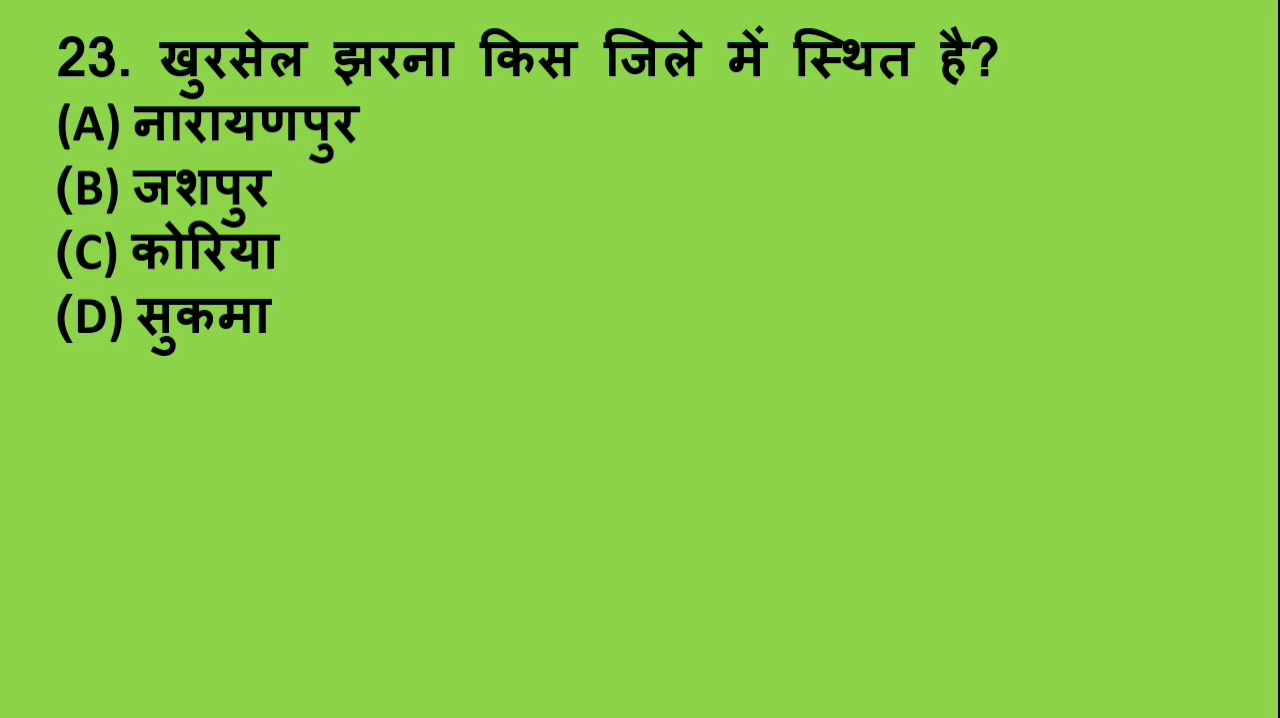 23. खुरसेल झरना किस जिले में स्थित है?
(A) नारायणपुर
(B) जशपुर
(C) कोरिया
(D) सुकमा